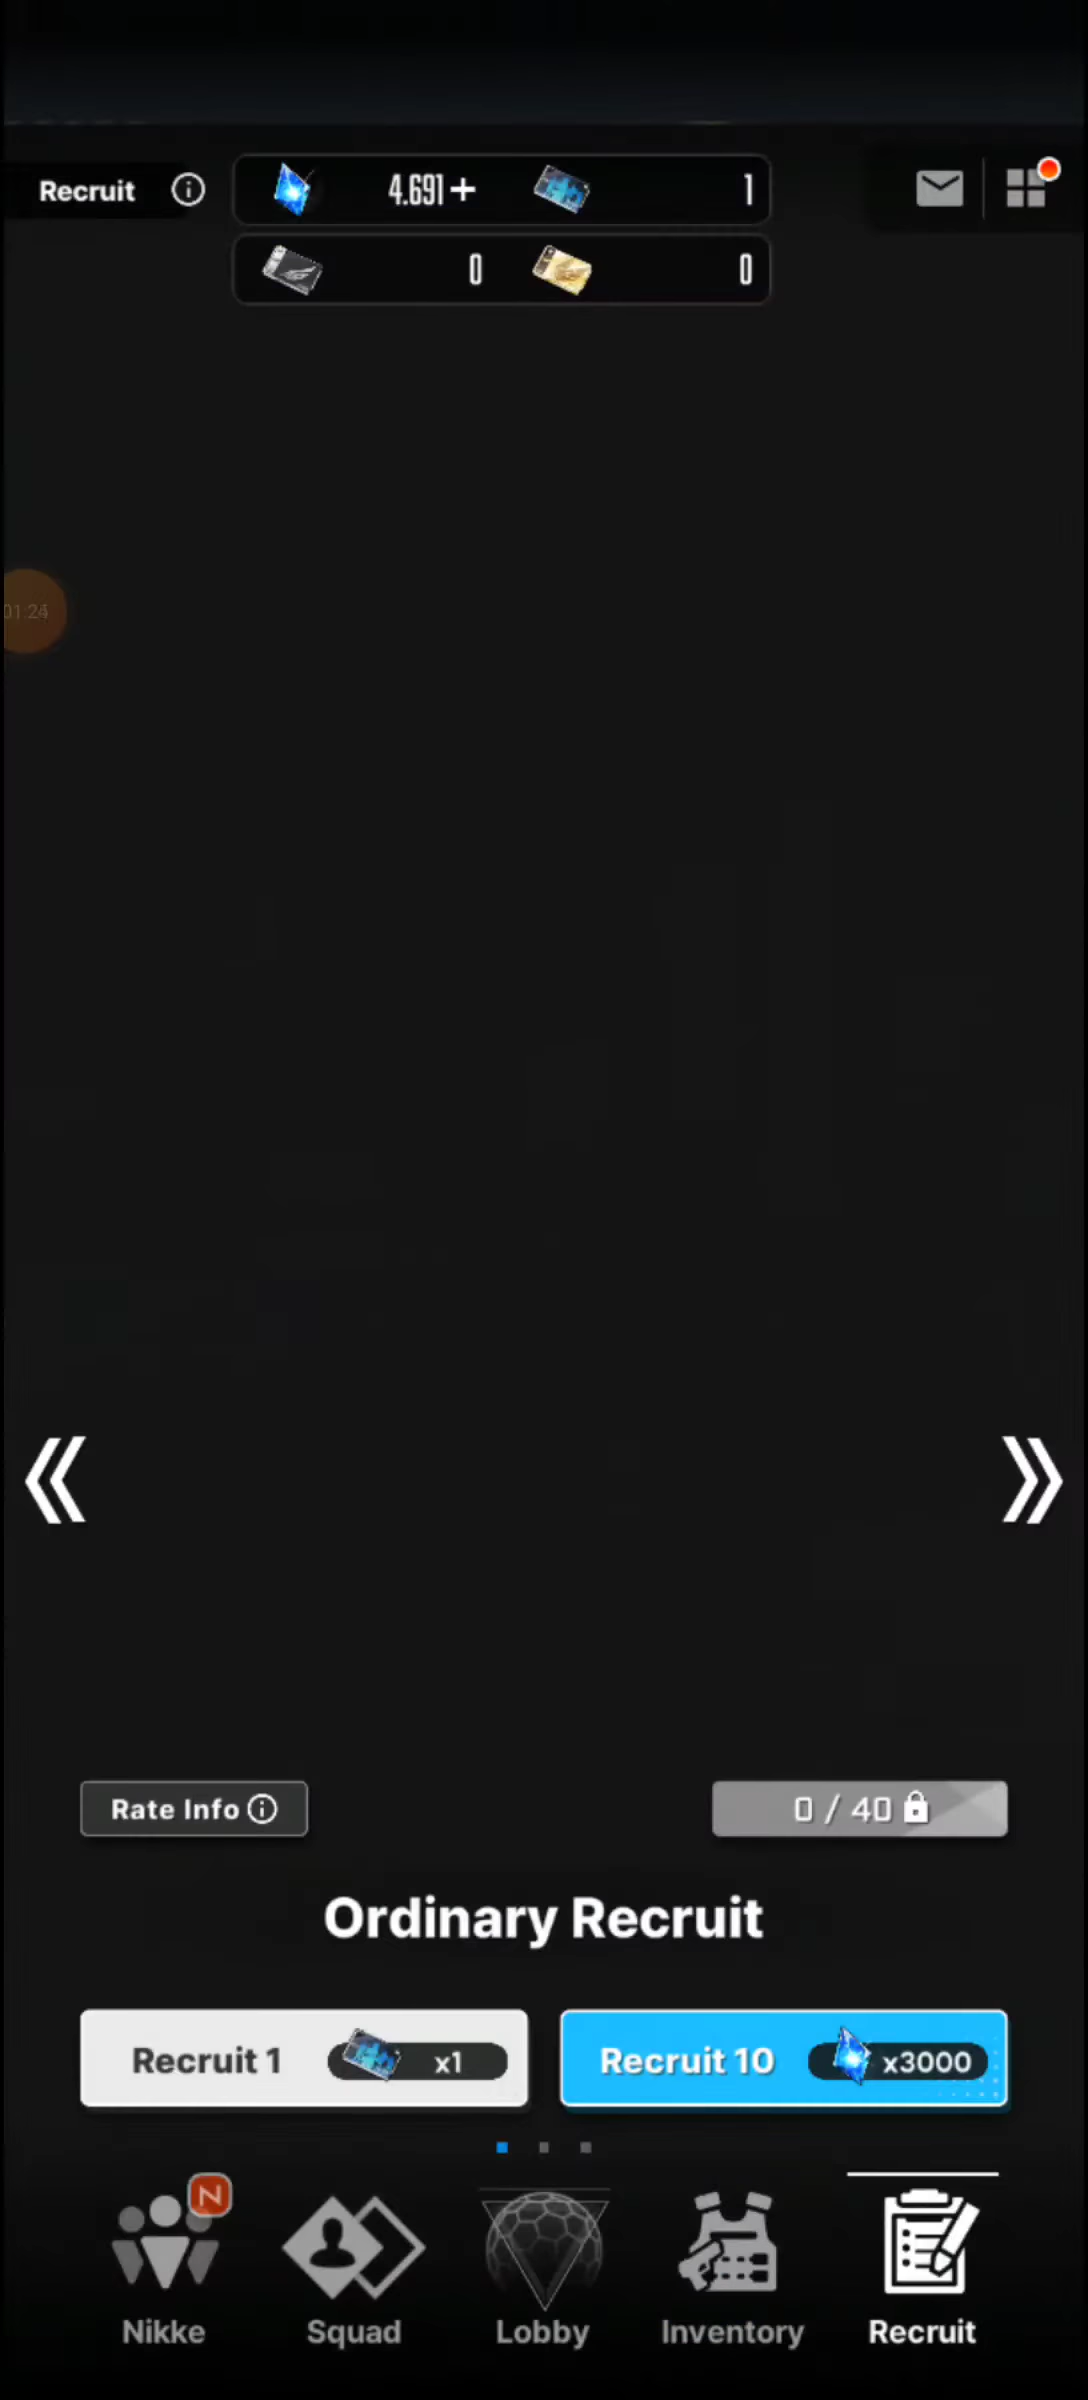 Recruit
4.691+ 1
0 0
01:24
Rate Info
0 / 40
Ordinary Recruit
Recruit 1 x1
Recruit 10 x3000
N
Nikke
Squad
Lobby
Inventory
Recruit